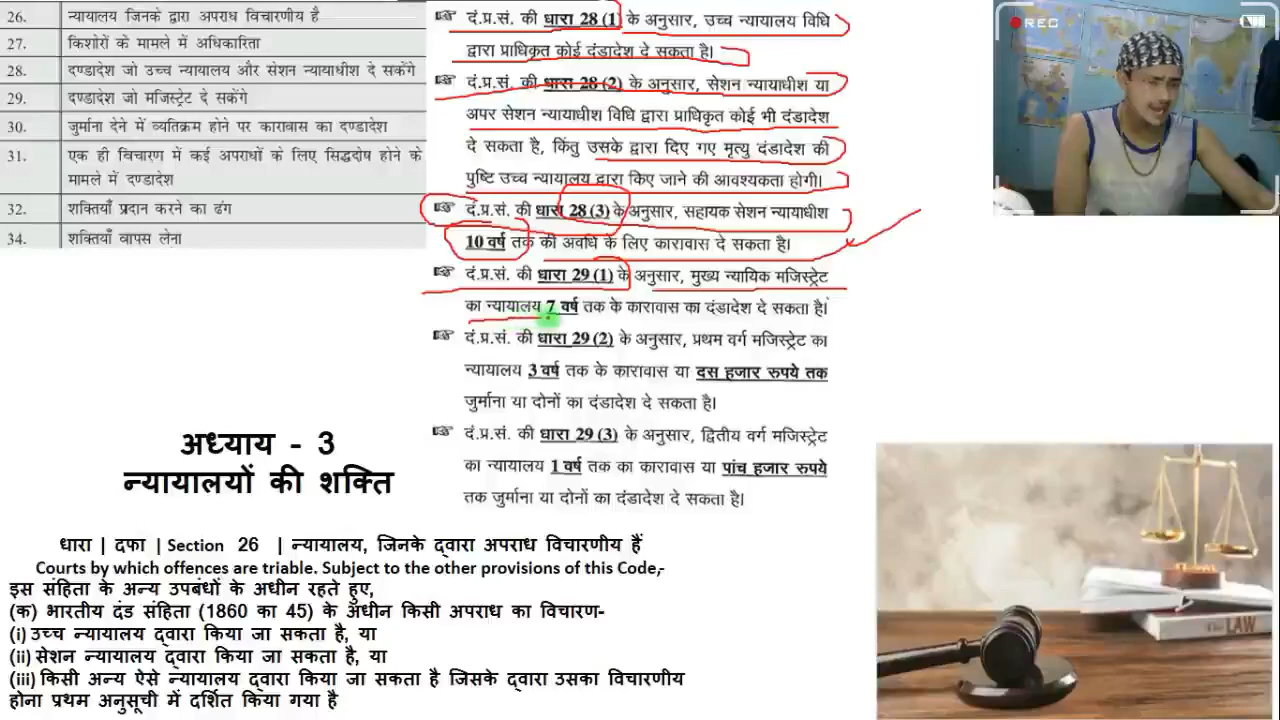 26. न्यायालय जिनके द्वारा अपराध विचारणीय है
27. किशोरों के मामले में अधिकारिता
28. दण्डादेश जो उच्च न्यायालय और सेशन न्यायाधीश दे सकेंगे
29. दण्डादेश जो मजिस्ट्रेट दे सकेंगे
30. जुर्माना देने में व्यतिक्रम होने पर कारावास का दण्डादेश
31. एक ही विचारण में कई अपराधों के लिए सिद्धदोष होने के
मामले में दण्डादेश
32. शक्तियाँ प्रदान करने का ढंग
34. शक्तियाँ वापस लेना
दं.प्र.सं. की धारा 28 (1) के अनुसार, उच्च न्यायालय विधि
द्वारा प्राधिकृत कोई दंडादेश दे सकता है।
दं.प्र.सं. की धारा 28 (2) के अनुसार, सेशन न्यायाधीश या
अपर सेशन न्यायाधीश विधि द्वारा प्राधिकृत कोई भी दंडादेश
दे सकता है, किंतु उसके द्वारा दिए गए मृत्यु दंडादेश की
पुष्टि उच्च न्यायालय द्वारा किए जाने की आवश्यकता होगी।
दं.प्र.सं. की धारा 28 (3) के अनुसार, सहायक सेशन न्यायाधीश
10 वर्ष तक की अवधि के लिए कारावास दे सकता है।
दं.प्र.सं. की धारा 29 (1) के अनुसार, मुख्य न्यायिक मजिस्ट्रेट
का न्यायालय 7 वर्ष तक के कारावास का दंडादेश दे सकता है।
दं.प्र.सं. की धारा 29 (2) के अनुसार, प्रथम वर्ग मजिस्ट्रेट का
न्यायालय 3 वर्ष तक के कारावास या दस हजार रुपये तक
जुर्माना या दोनों का दंडादेश दे सकता है।
दं.प्र.सं. की धारा 29 (3) के अनुसार, द्वितीय वर्ग मजिस्ट्रेट
का न्यायालय 1 वर्ष तक का कारावास या पांच हजार रुपये
तक जुर्माना या दोनों का दंडादेश दे सकता है।
REC
अध्याय - 3
न्यायालयों की शक्ति
धारा | दफा | Section 26 | न्यायालय, जिनके द्वारा अपराध विचारणीय हैं
Courts by which offences are triable. Subject to the other provisions of this Code,-
इस संहिता के अन्य उपबंधों के अधीन रहते हुए,
(क) भारतीय दंड संहिता (1860 का 45) के अधीन किसी अपराध का विचारण-
(i) उच्च न्यायालय द्वारा किया जा सकता है, या
(ii) सेशन न्यायालय द्वारा किया जा सकता है, या
(iii) किसी अन्य ऐसे न्यायालय द्वारा किया जा सकता है जिसके द्वारा उसका विचारणीय
होना प्रथम अनुसूची में दर्शित किया गया है
LAW